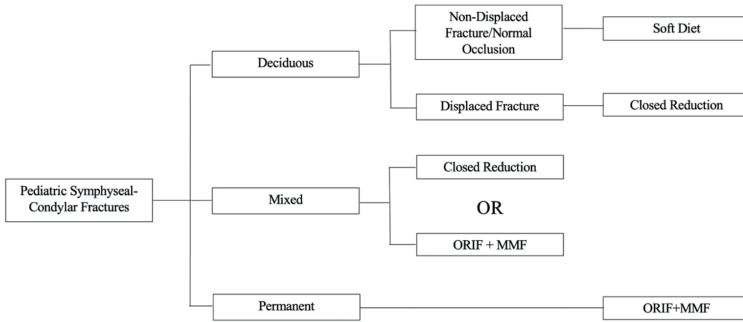 Non-Displaced
Fracture/Normal
Occlusion
Soft Diet
Deciduous
Displaced Fracture
Closed Reduction
Pediatric Symphyseal-
Condylar Fractures
Mixed
Closed Reduction
OR
ORIF + MMF
Permanent
ORIF+MMF